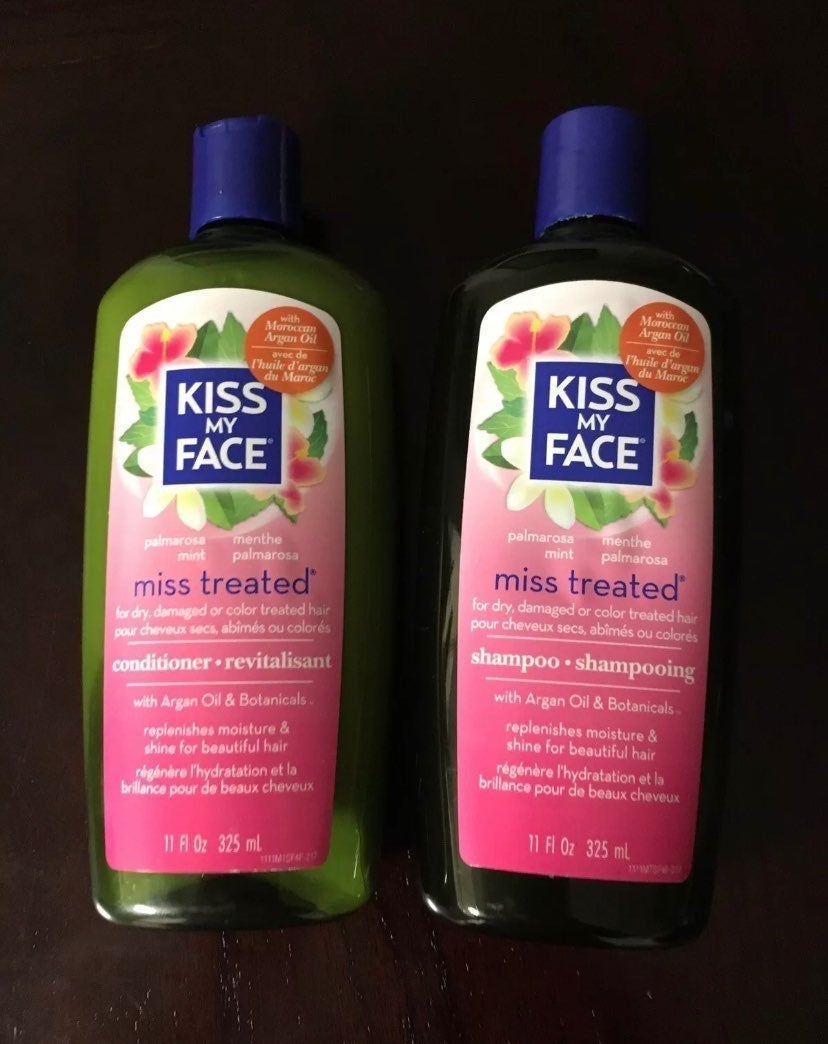 with
Moroccan
Argan Oil
avec de
l'huile d'argan
du Maroc
KISS
MY
FACE®
palmarosa menthe
mint palmarosa
miss treated®
for dry, damaged or color treated hair
pour cheveux secs, abîmés ou colorés
conditioner • revitalisant
with Argan Oil & Botanicals™
replenishes moisture &
shine for beautiful hair
régénère l'hydratation et la
brillance pour de beaux cheveux
11 Fl Oz 325 mL
with
Moroccan
Argan Oil
avec de
l'huile d'argan
du Maroc
KISS
MY
FACE®
palmarosa menthe
mint palmarosa
miss treated®
for dry, damaged or color treated hair
pour cheveux secs, abîmés ou colorés
shampoo • shampooing
with Argan Oil & Botanicals™
replenishes moisture &
shine for beautiful hair
régénère l'hydratation et la
brillance pour de beaux cheveux
11 Fl Oz 325 mL